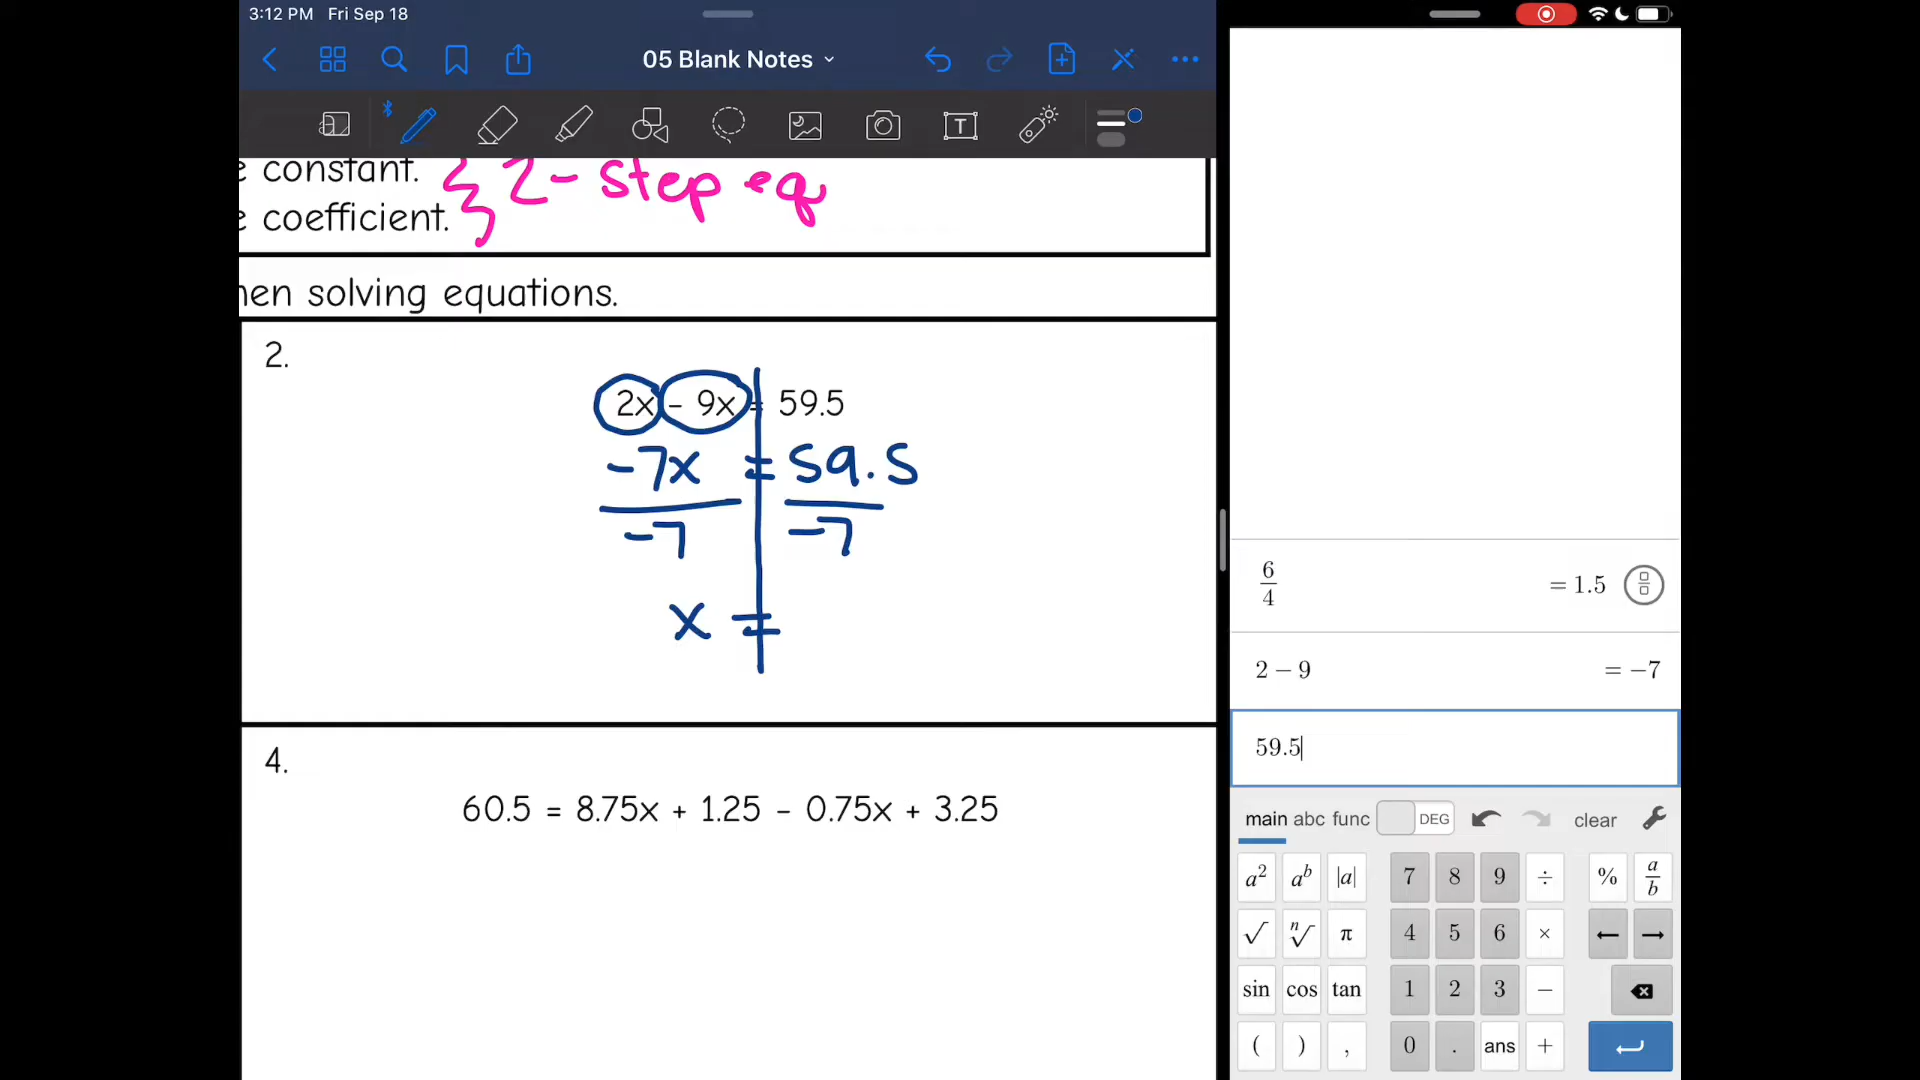 3:12 PM Fri Sep 18
05 Blank Notes
e constant.
e coefficient.
2-step eq
hen solving equations.
2.
2x - 9x = 59.5
-7x = 59.5
-7 -7
x =
4.
60.5 = 8.75x + 1.25 - 0.75x + 3.25
6/4 = 1.5
2 − 9 = −7
59.5
main abc func DEG clear
a² aᵇ |a| 7 8 9 ÷ % a/b
√ ⁿ√ π 4 5 6 × ← →
sin cos tan 1 2 3 −
( ) , 0 . ans +